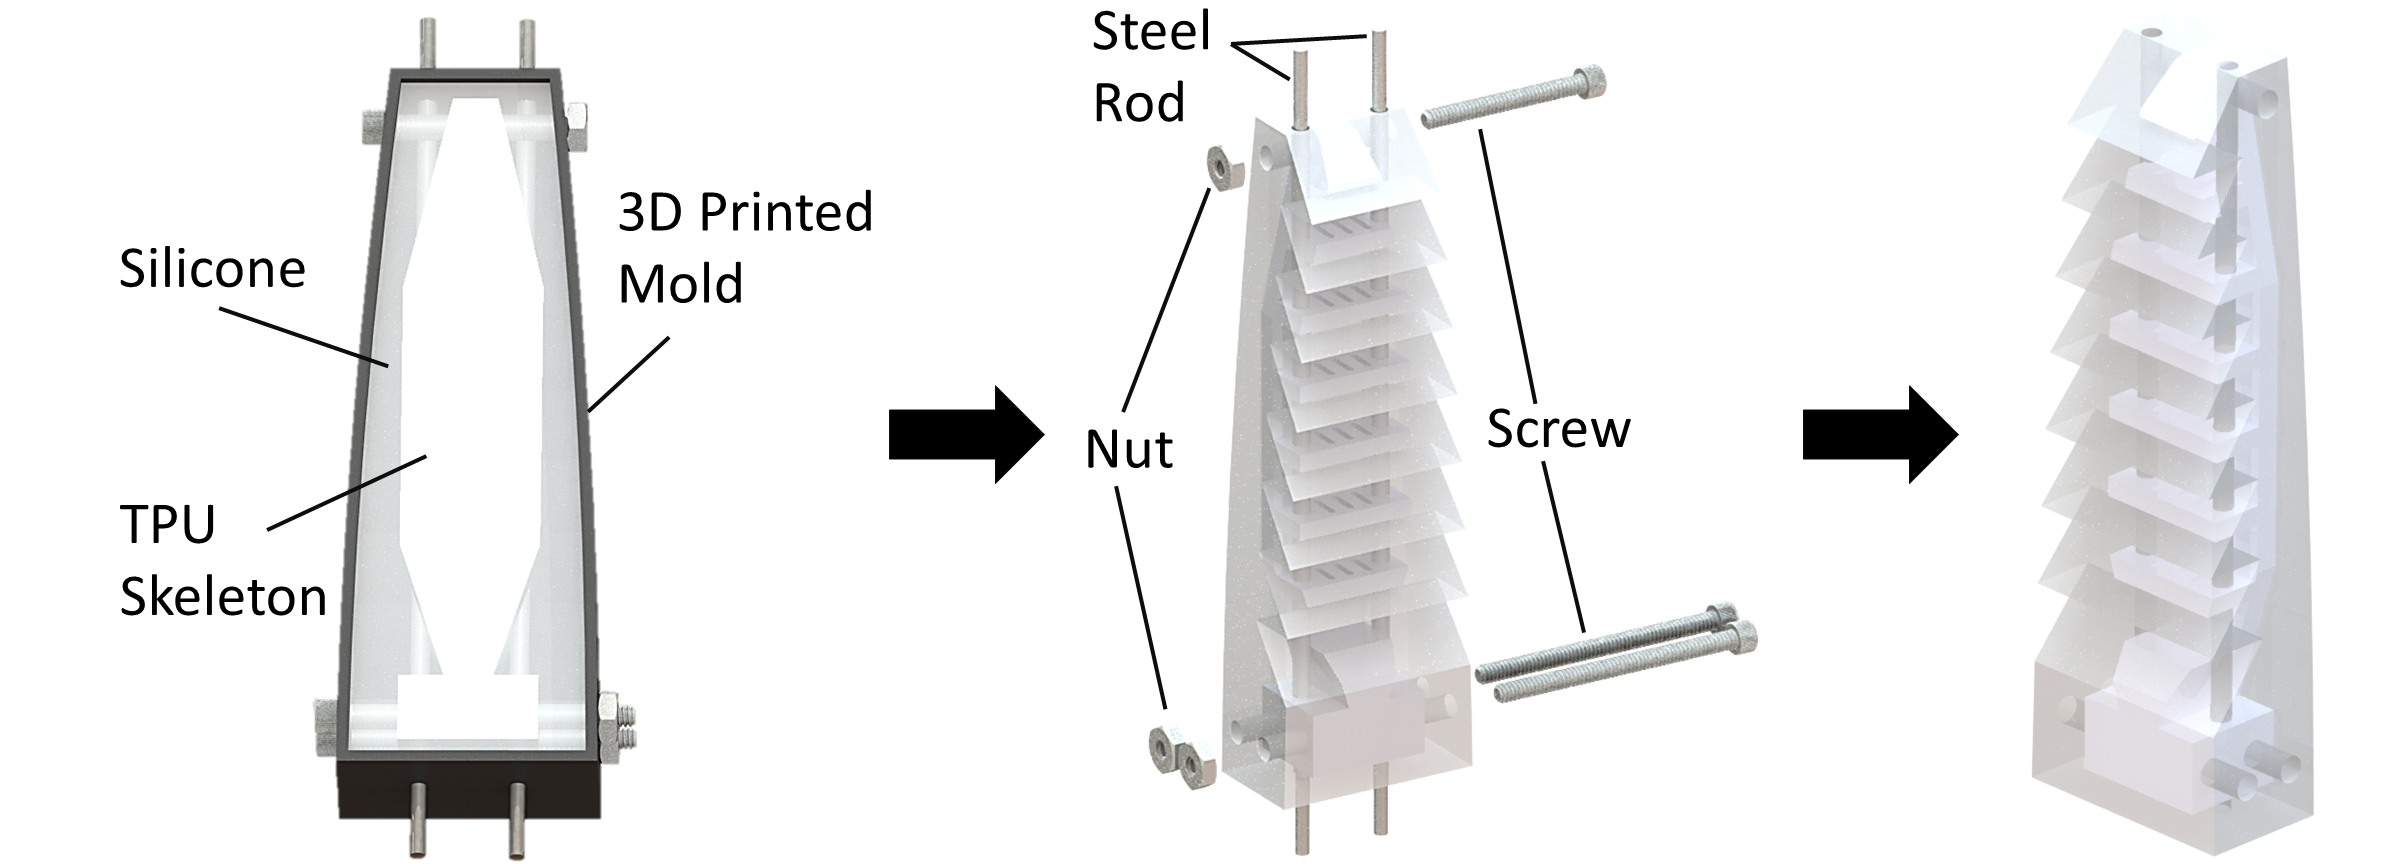 Silicone
TPU
Skeleton
3D Printed
Mold
Steel
Rod
Nut
Screw